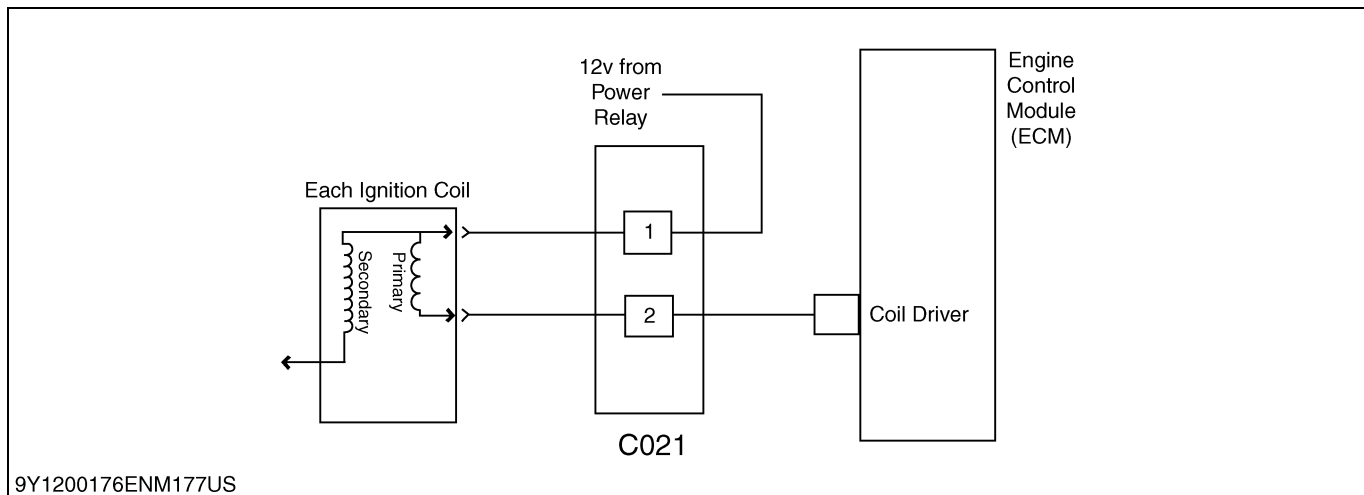 12v from
Power
Relay
Engine
Control
Module
(ECM)
Each Ignition Coil
Secondary
Primary
1
2
Coil Driver
C021
9Y1200176ENM177US